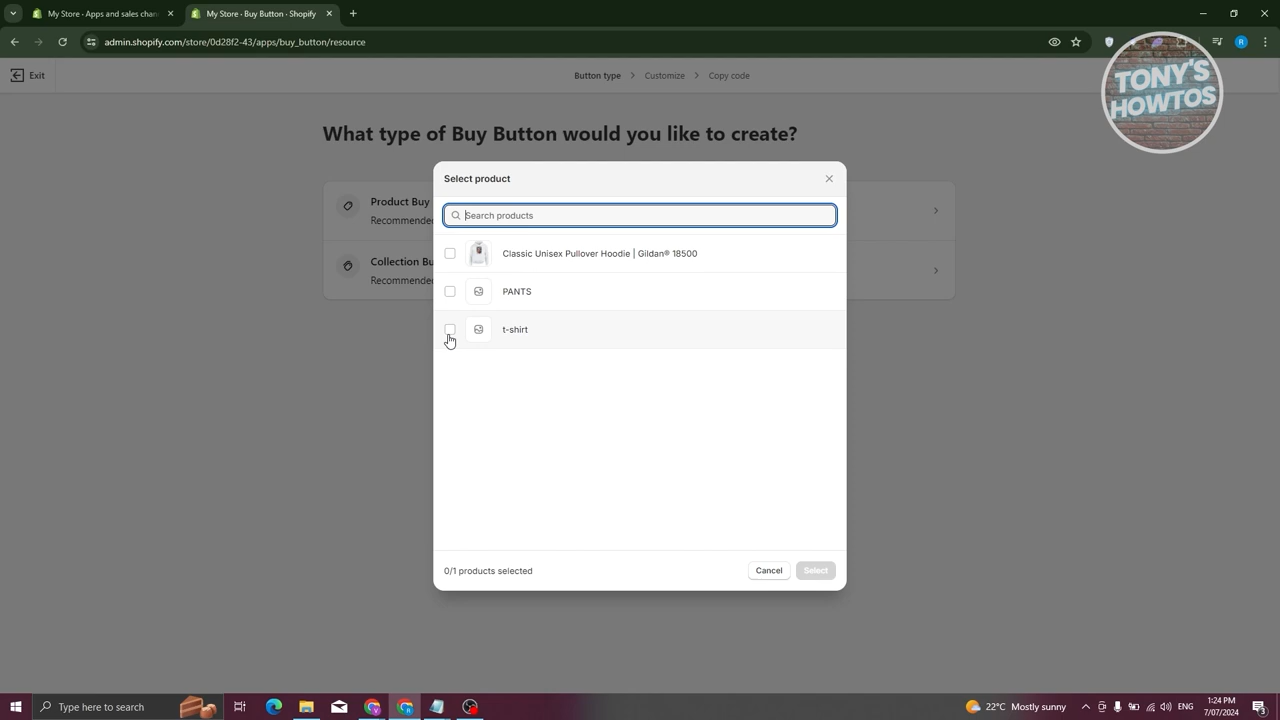 My Store - Apps and sales chan
My Store - Buy Button - Shopify
admin.shopify.com/store/0d28f2-43/apps/buy_button/resource
R
Exit
Button type
Customize
Copy code
TONY'S
HOWTOS
What type of Buy Button would you like to create?
Product Buy
Recommended
Collection Bu
Recommended
Select product
Search products
Classic Unisex Pullover Hoodie | Gildan® 18500
PANTS
t-shirt
0/1 products selected
Cancel
Select
Type here to search
22°C Mostly sunny
ENG
1:24 PM
7/07/2024